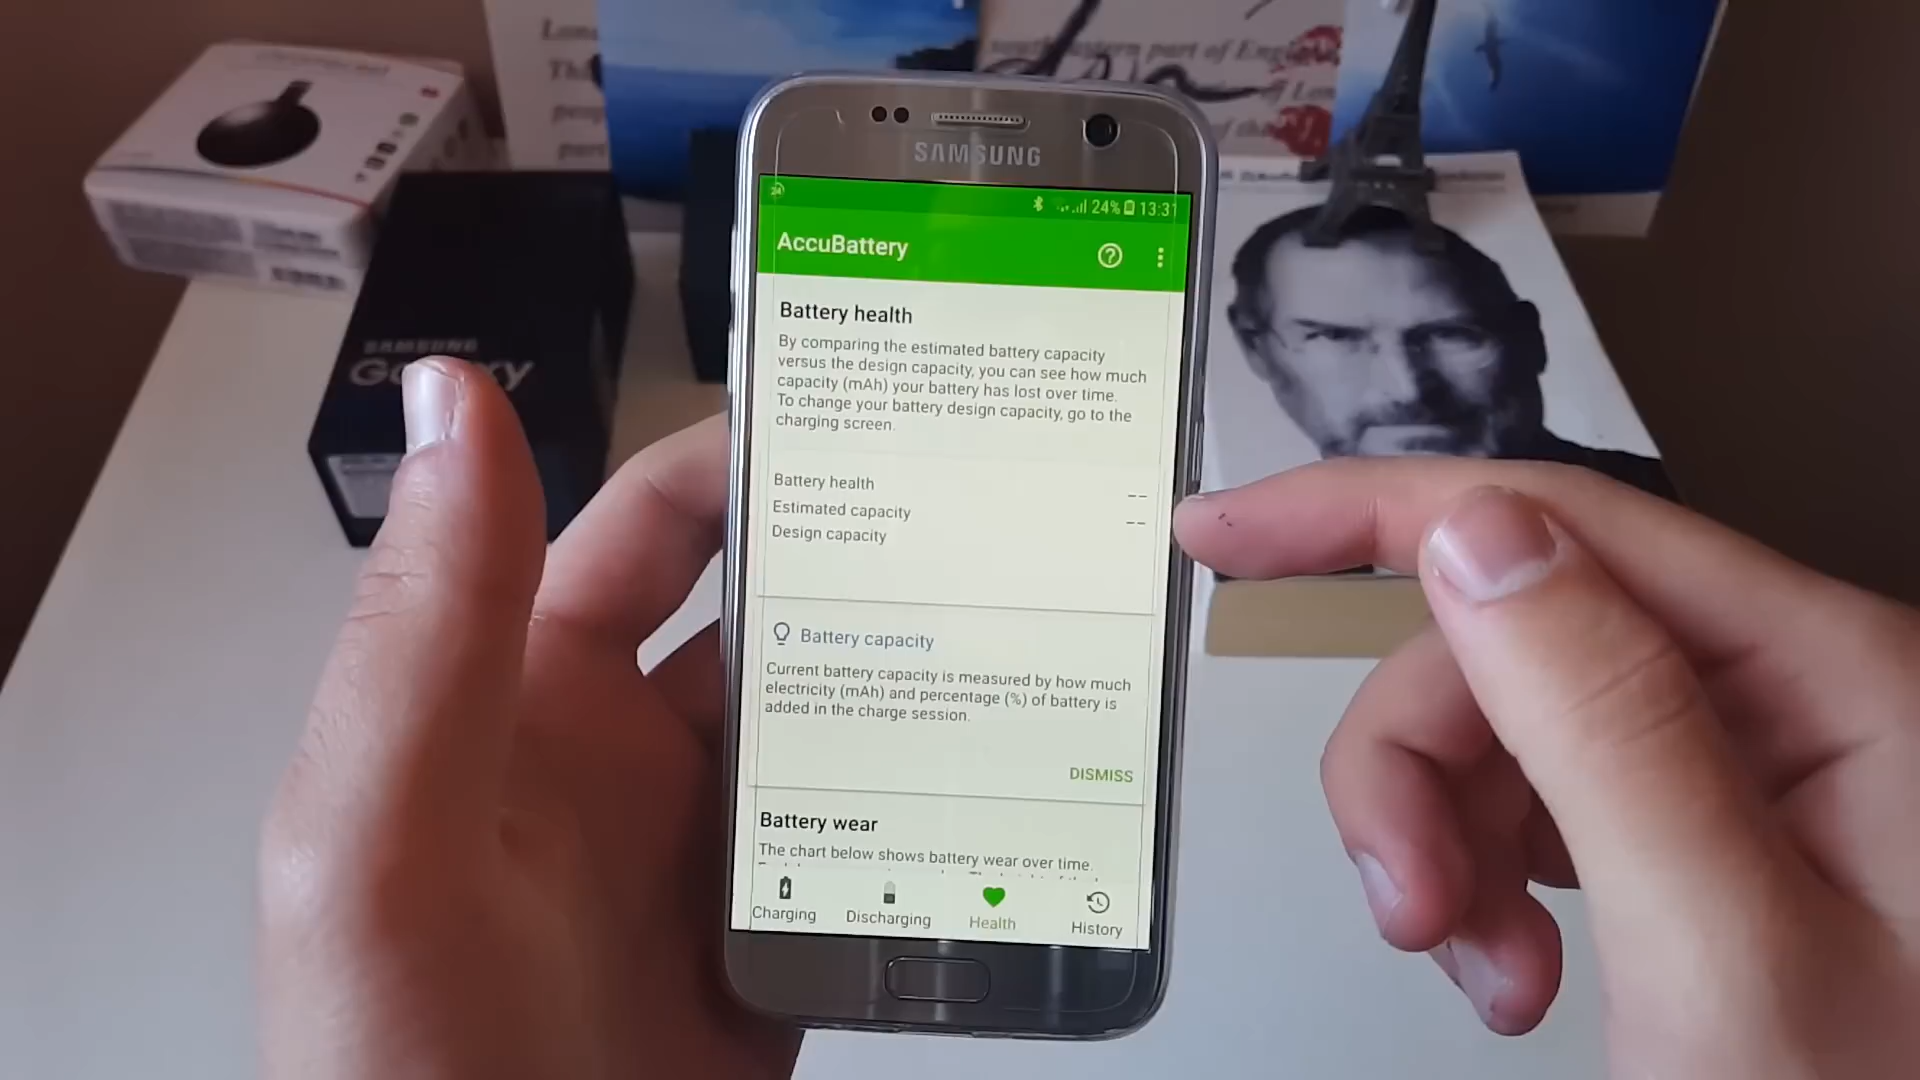 part of Eng
SAMSUNG
24
24% 13:31
AccuBattery
Battery health
By comparing the estimated battery capacity
versus the design capacity, you can see how much
capacity (mAh) your battery has lost over time.
To change your battery design capacity, go to the
charging screen.
Battery health --
Estimated capacity --
Design capacity
Battery capacity
Current battery capacity is measured by how much
electricity (mAh) and percentage (%) of battery is
added in the charge session.
DISMISS
Battery wear
The chart below shows battery wear over time.
Charging Discharging Health History
SAMSUNG